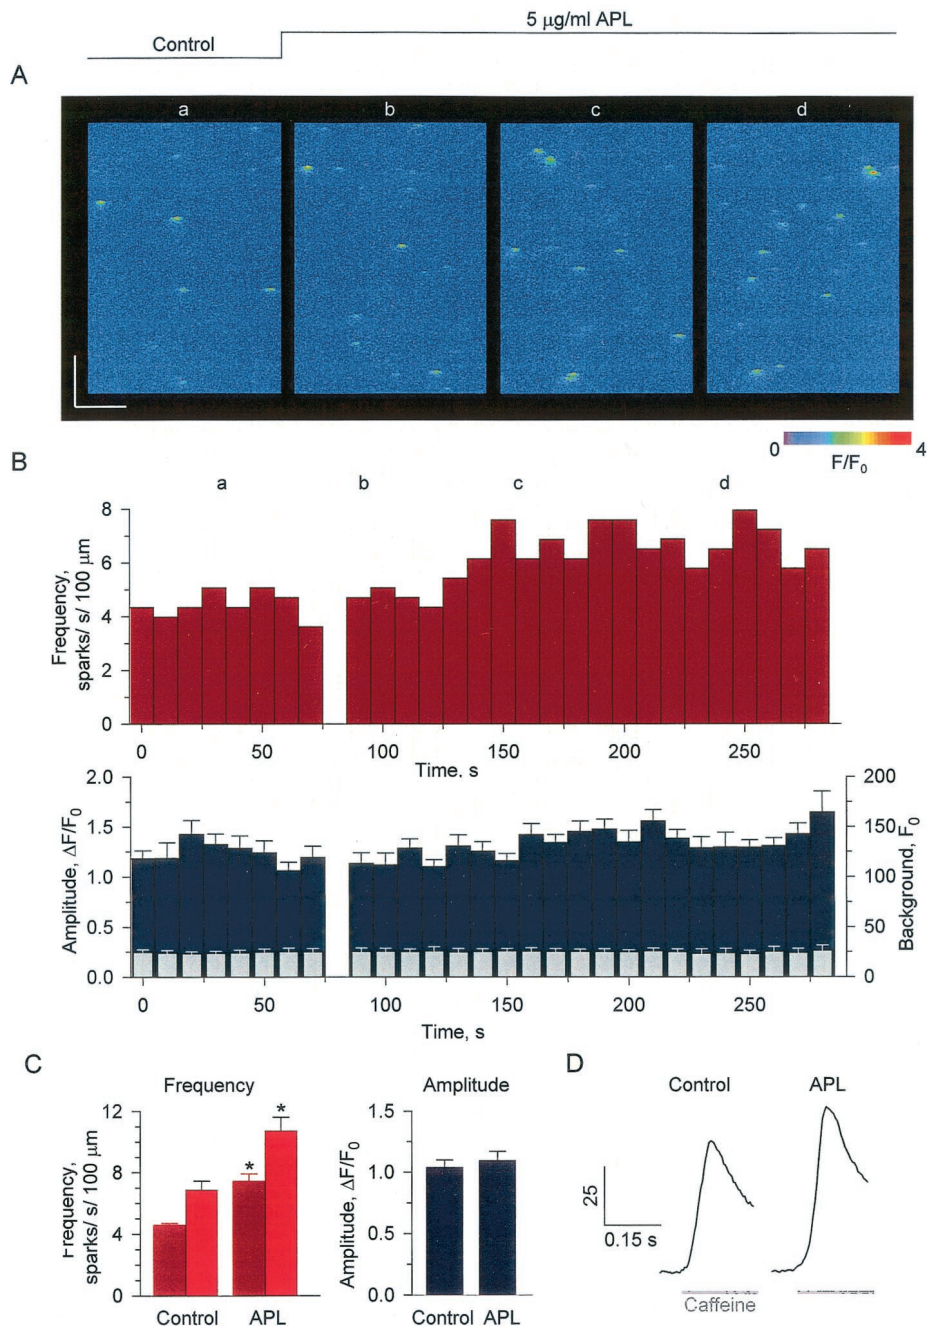 5 µg/ml APL
Control
A
a b c d
0 4
F/F0
B
a b c d
Frequency,
sparks/ s/ 100 µm
8
6
4
2
0
0 50 100 150 200 250
Time, s
Amplitude, ΔF/F0
2.0
1.5
1.0
0.5
0.0
Background, F0
200
150
100
50
0
0 50 100 150 200 250
Time, s
C
Frequency
Frequency,
sparks/ s/ 100 µm
12
8
4
0
Control APL
* *
Amplitude
Amplitude, ΔF/F0
1.5
1.0
0.5
0.0
Control APL
D
Control APL
25
0.15 s
Caffeine